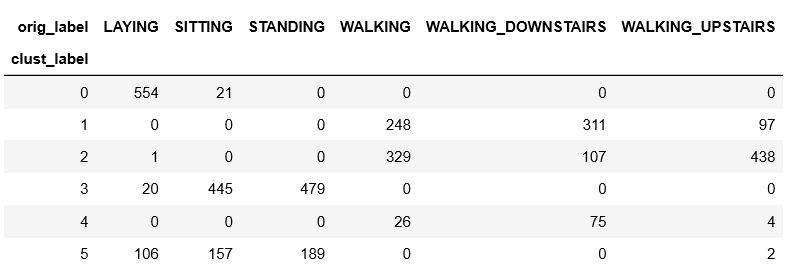 orig_label LAYING SITTING STANDING WALKING WALKING_DOWNSTAIRS WALKING_UPSTAIRS
clust_label
0 554 21 0 0 0 0
1 0 0 0 248 311 97
2 1 0 0 329 107 438
3 20 445 479 0 0 0
4 0 0 0 26 75 4
5 106 157 189 0 0 2